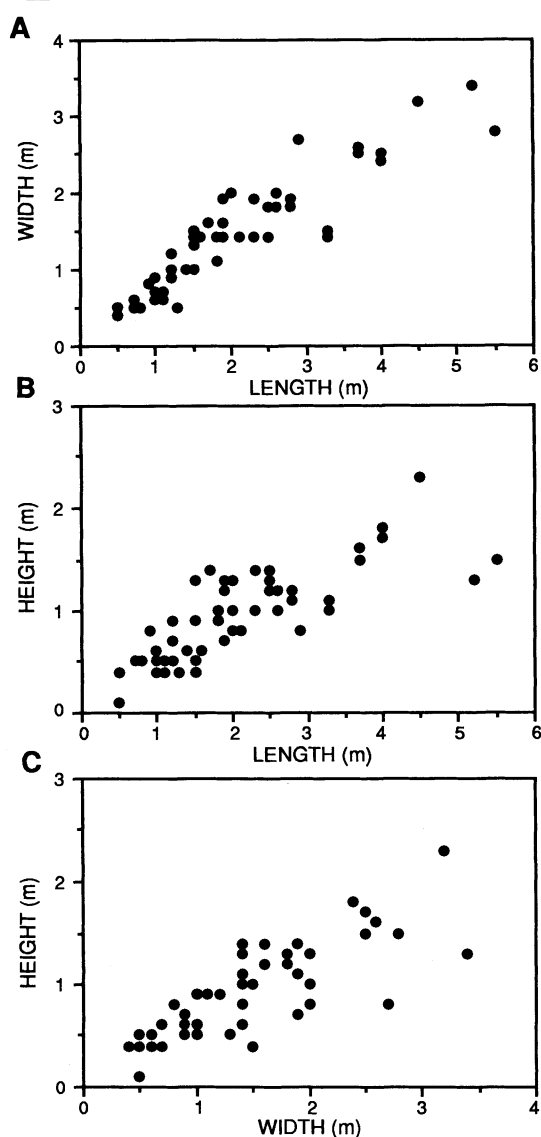 A
4
3
2
1
0
WIDTH (m)
0 1 2 3 4 5 6
LENGTH (m)
B
3
2
1
0
HEIGHT (m)
0 1 2 3 4 5 6
LENGTH (m)
C
3
2
1
0
HEIGHT (m)
0 1 2 3 4
WIDTH (m)